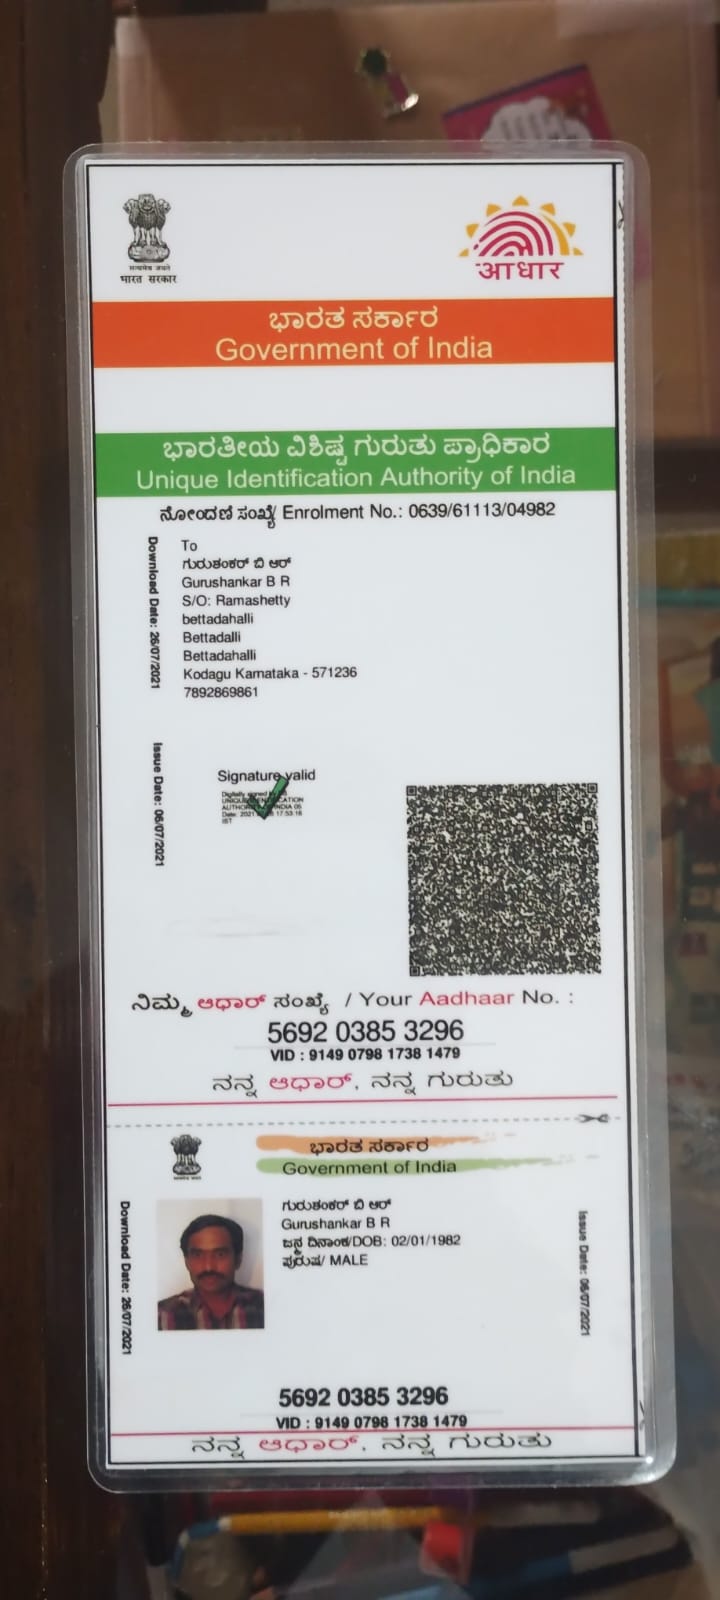 सत्यमेव जयते
भारत सरकार
आधार
ಭಾರತ ಸರ್ಕಾರ
Government of India
ಭಾರತೀಯ ವಿಶಿಷ್ಟ ಗುರುತು ಪ್ರಾಧಿಕಾರ
Unique Identification Authority of India
ನೋಂದಣಿ ಸಂಖ್ಯೆ/ Enrolment No.: 0639/61113/04982
Download Date: 26/07/2021
To
ಗುರುಶಂಕರ್ ಬಿ ಆರ್
Gurushankar B R
S/O: Ramashetty
bettadahalli
Bettadalli
Bettadahalli
Kodagu Karnataka - 571236
7892869861
Issue Date: 06/07/2021
Signature valid
ನಿಮ್ಮ ಆಧಾರ್ ಸಂಖ್ಯೆ / Your Aadhaar No. :
5692 0385 3296
VID : 9149 0798 1738 1479
ನನ್ನ ಆಧಾರ್, ನನ್ನ ಗುರುತು
ಭಾರತ ಸರ್ಕಾರ
Government of India
Download Date: 26/07/2021
ಗುರುಶಂಕರ್ ಬಿ ಆರ್
Gurushankar B R
ಜನ್ಮ ದಿನಾಂಕ/DOB: 02/01/1982
ಪುರುಷ/ MALE
Issue Date: 06/07/2021
5692 0385 3296
VID : 9149 0798 1738 1479
ನನ್ನ ಆಧಾರ್, ನನ್ನ ಗುರುತು